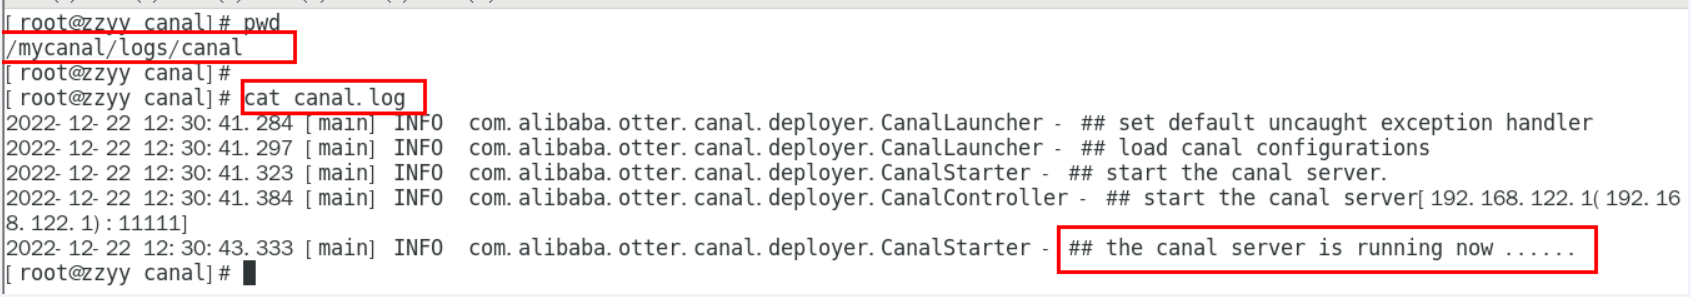 [root@zzyy canal]# pwd
/mycanal/logs/canal
[root@zzyy canal]#
[root@zzyy canal]# cat canal.log
2022-12-22 12:30:41.284 [main] INFO  com.alibaba.otter.canal.deployer.CanalLauncher - ## set default uncaught exception handler
2022-12-22 12:30:41.297 [main] INFO  com.alibaba.otter.canal.deployer.CanalLauncher - ## load canal configurations
2022-12-22 12:30:41.323 [main] INFO  com.alibaba.otter.canal.deployer.CanalStarter - ## start the canal server.
2022-12-22 12:30:41.384 [main] INFO  com.alibaba.otter.canal.deployer.CanalController - ## start the canal server[192.168.122.1(192.16
8.122.1):11111]
2022-12-22 12:30:43.333 [main] INFO  com.alibaba.otter.canal.deployer.CanalStarter - ## the canal server is running now ......
[root@zzyy canal]#